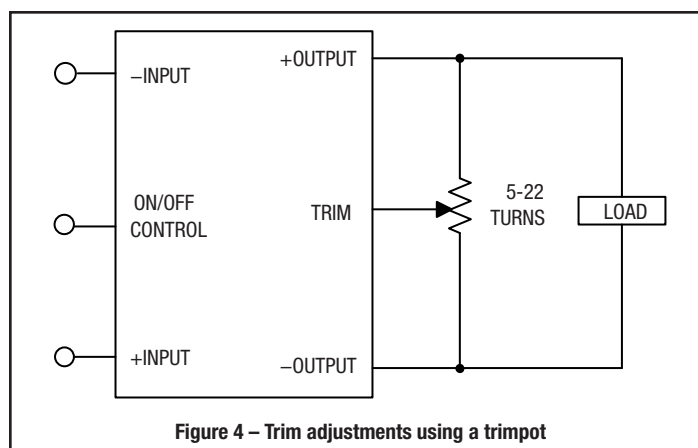 –INPUT
+OUTPUT
ON/OFF
CONTROL
TRIM
5-22
TURNS
LOAD
+INPUT
–OUTPUT
Figure 4 – Trim adjustments using a trimpot